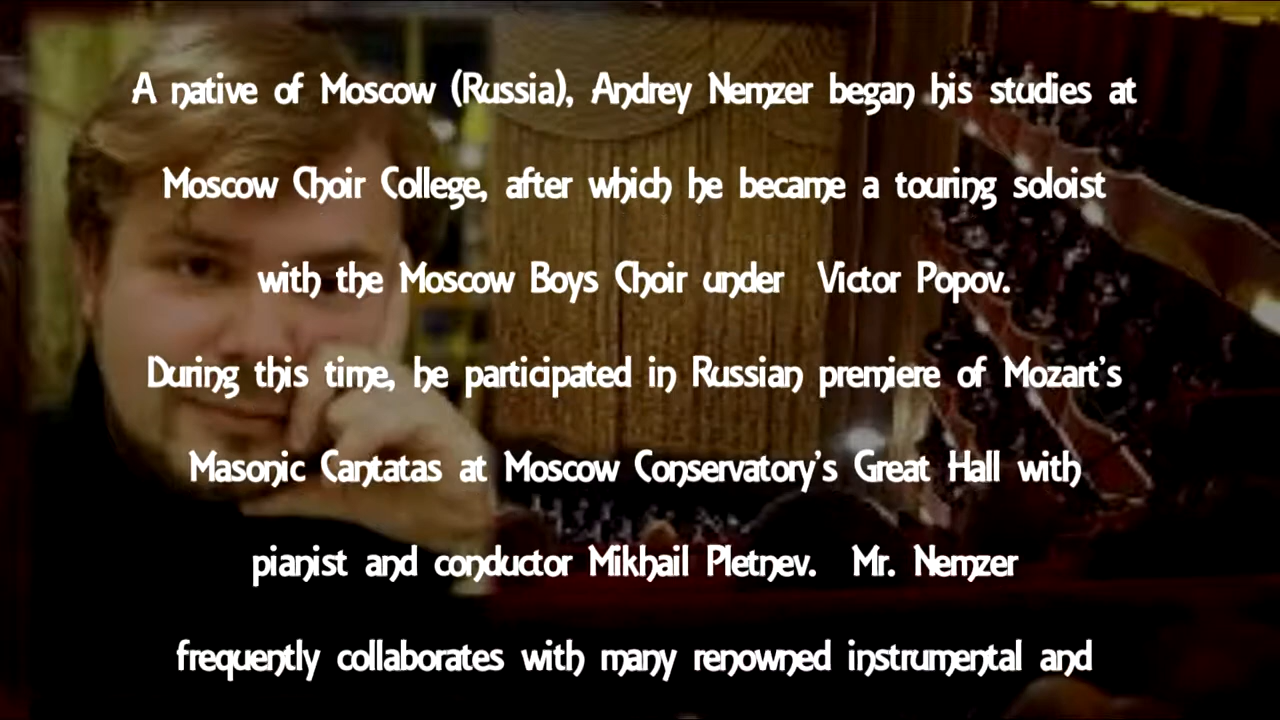 A native of Moscow (Russia), Andrey Nemzer began his studies at
Moscow Choir College, after which he became a touring soloist
with the Moscow Boys Choir under Victor Popov.
During this time, he participated in Russian premiere of Mozart's
Masonic Cantatas at Moscow Conservatory's Great Hall with
pianist and conductor Mikhail Pletnev. Mr. Nemzer
frequently collaborates with many renowned instrumental and